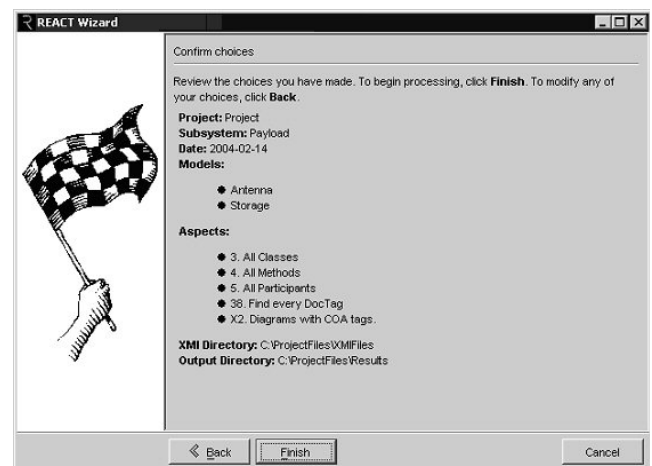 REACT Wizard
Confirm choices
Review the choices you have made. To begin processing, click Finish. To modify any of
your choices, click Back.
Project: Project
Subsystem: Payload
Date: 2004-02-14
Models:
Antenna
Storage
Aspects:
3. All Classes
4. All Methods
5. All Participants
38. Find every DocTag
X2. Diagrams with COA tags.
XMI Directory: C:\ProjectFiles\XMIFiles
Output Directory: C:\ProjectFiles\Results
Back Finish Cancel